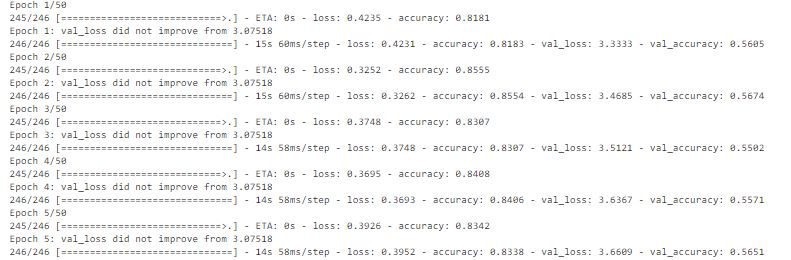 Epoch 1/50
245/246 [============================>.] - ETA: 0s - loss: 0.4235 - accuracy: 0.8181
Epoch 1: val_loss did not improve from 3.07518
246/246 [==============================] - 15s 60ms/step - loss: 0.4231 - accuracy: 0.8183 - val_loss: 3.3333 - val_accuracy: 0.5605
Epoch 2/50
245/246 [============================>.] - ETA: 0s - loss: 0.3252 - accuracy: 0.8555
Epoch 2: val_loss did not improve from 3.07518
246/246 [==============================] - 15s 60ms/step - loss: 0.3262 - accuracy: 0.8554 - val_loss: 3.4685 - val_accuracy: 0.5674
Epoch 3/50
245/246 [============================>.] - ETA: 0s - loss: 0.3748 - accuracy: 0.8307
Epoch 3: val_loss did not improve from 3.07518
246/246 [==============================] - 14s 58ms/step - loss: 0.3748 - accuracy: 0.8307 - val_loss: 3.5121 - val_accuracy: 0.5502
Epoch 4/50
245/246 [============================>.] - ETA: 0s - loss: 0.3695 - accuracy: 0.8408
Epoch 4: val_loss did not improve from 3.07518
246/246 [==============================] - 14s 58ms/step - loss: 0.3693 - accuracy: 0.8406 - val_loss: 3.6367 - val_accuracy: 0.5571
Epoch 5/50
245/246 [============================>.] - ETA: 0s - loss: 0.3926 - accuracy: 0.8342
Epoch 5: val_loss did not improve from 3.07518
246/246 [==============================] - 14s 58ms/step - loss: 0.3952 - accuracy: 0.8338 - val_loss: 3.6609 - val_accuracy: 0.5651